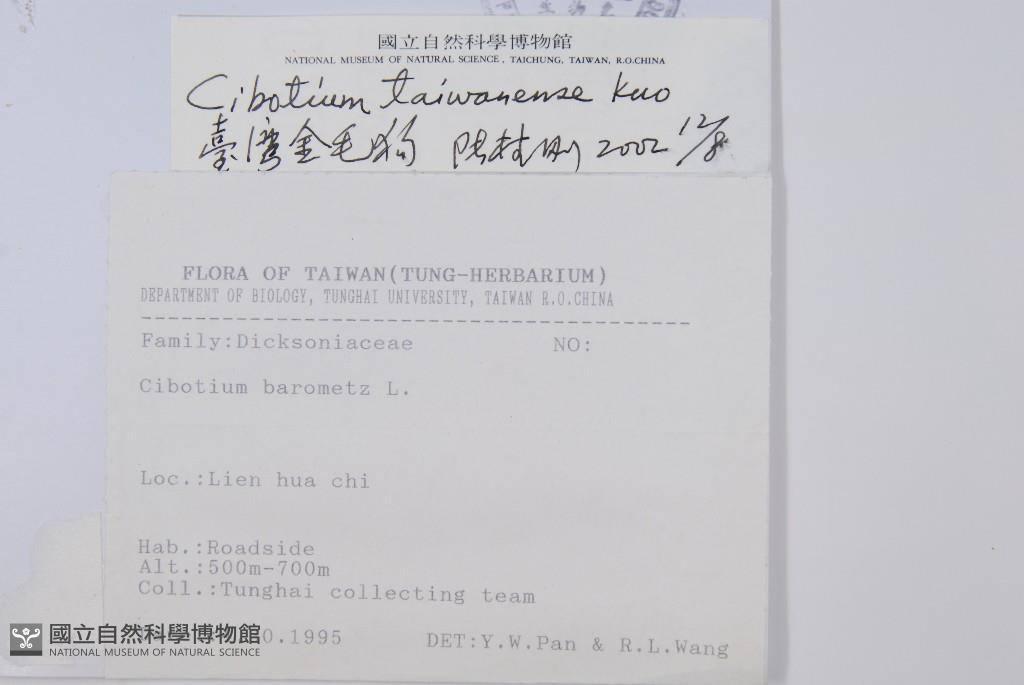 國立自然科學博物館
NATIONAL MUSEUM OF NATURAL SCIENCE, TAICHUNG, TAIWAN, R.O.CHINA
Cibotium taiwanense Kuo
臺灣金毛狗 陳桂剛 2002 12/8
FLORA OF TAIWAN(TUNG-HERBARIUM)
DEPARTMENT OF BIOLOGY, TUNGHAI UNIVERSITY, TAIWAN R.O.CHINA
Family:Dicksoniaceae NO:
Cibotium barometz L.
Loc.:Lien hua chi
Hab.:Roadside
Alt.:500m-700m
Coll.:Tunghai collecting team
0.1995 DET:Y.W.Pan & R.L.Wang
國立自然科學博物館
NATIONAL MUSEUM OF NATURAL SCIENCE